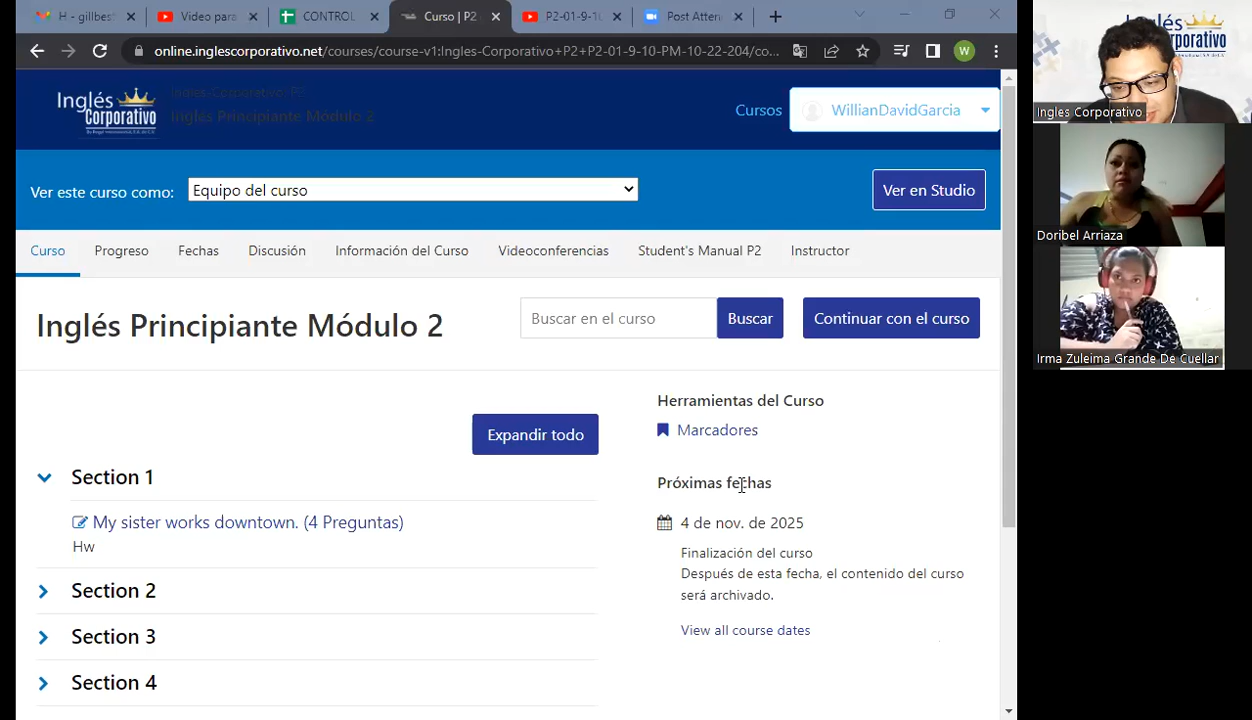 H - gillbes
Video para
CONTROL
Curso | P2
P2-01-9-10
Post Atten
online.inglescorporativo.net/courses/course-v1:Ingles-Corporativo+P2+P2-01-9-10-PM-10-22-204/co...
W
Inglés Corporativo
Ingles-Corporativo: P2
Inglés Principiante Módulo 2
Cursos
WillianDavidGarcia
Ver este curso como:
Equipo del curso
Ver en Studio
Curso
Progreso
Fechas
Discusión
Información del Curso
Videoconferencias
Student's Manual P2
Instructor
Inglés Principiante Módulo 2
Buscar en el curso
Buscar
Continuar con el curso
Expandir todo
Section 1
My sister works downtown. (4 Preguntas)
Hw
Section 2
Section 3
Section 4
Herramientas del Curso
Marcadores
Próximas fechas
4 de nov. de 2025
Finalización del curso
Después de esta fecha, el contenido del curso
será archivado.
View all course dates
Inglés
Ingles Corporativo
Doribel Arriaza
Irma Zuleima Grande De Cuellar